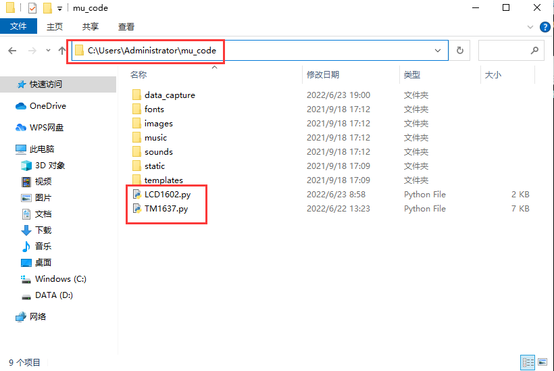 mu_code
文件 主页 共享 查看
C:\Users\Administrator\mu_code
名称 修改日期 类型 大小
快速访问
OneDrive
WPS网盘
此电脑
3D 对象
视频
图片
文档
下载
音乐
桌面
Windows (C:)
DATA (D:)
网络
data_capture 2022/6/23 19:00 文件夹
fonts 2021/9/18 17:12 文件夹
images 2021/9/18 17:12 文件夹
music 2021/9/18 17:12 文件夹
sounds 2021/9/18 17:12 文件夹
static 2021/9/18 17:09 文件夹
templates 2021/9/18 17:09 文件夹
LCD1602.py 2022/6/23 8:58 Python File 2 KB
TM1637.py 2022/6/22 13:23 Python File 7 KB
9 个项目